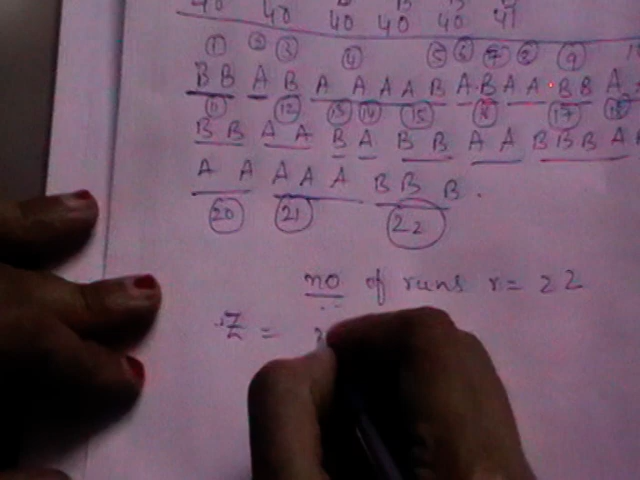 40 40 40 40 40 41
① ② ③ ④ ⑤ ⑥ ⑦ ⑧ ⑨
B B A B A A A A B A B A A B B A
⑪ ⑫ ⑬ ⑭ ⑮ ⑯ ⑰ ⑱
B B A A B A B B A A B B B A
A A A A A B B B .
⑳ ㉑ ㉒
no of runs r = 22
Z =